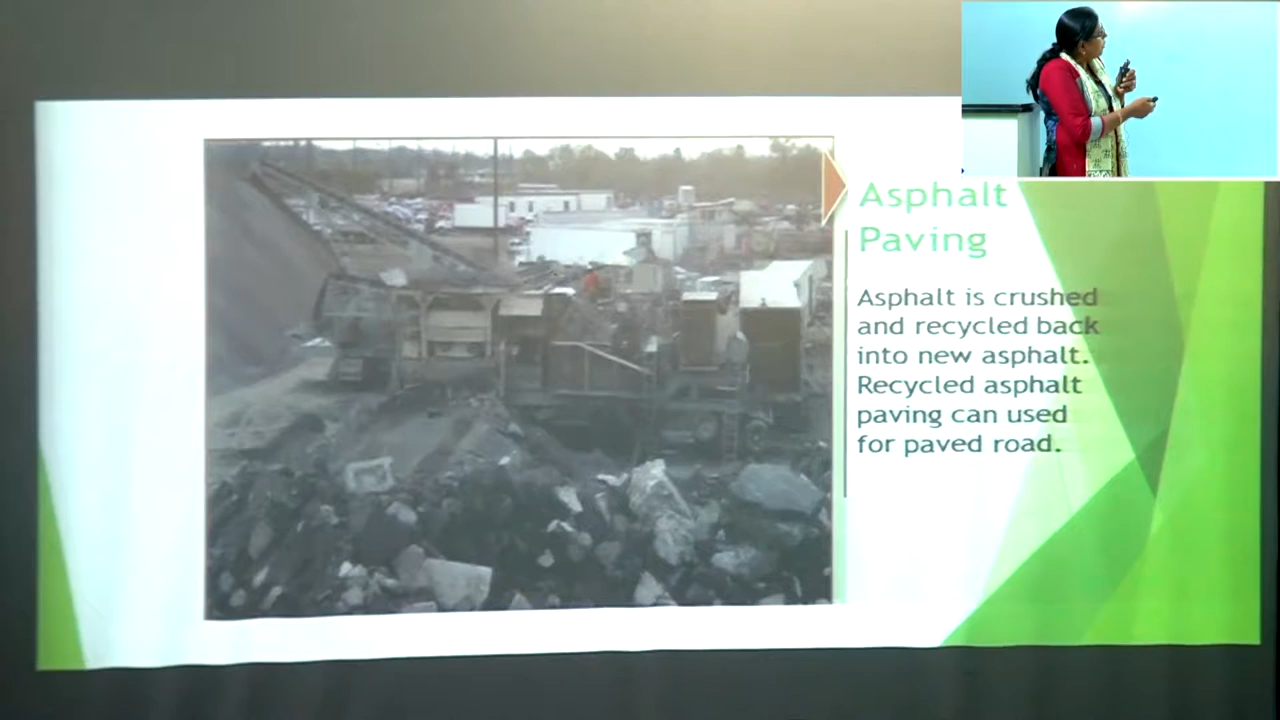 Asphalt
Paving
Asphalt is crushed
and recycled back
into new asphalt.
Recycled asphalt
paving can used
for paved road.